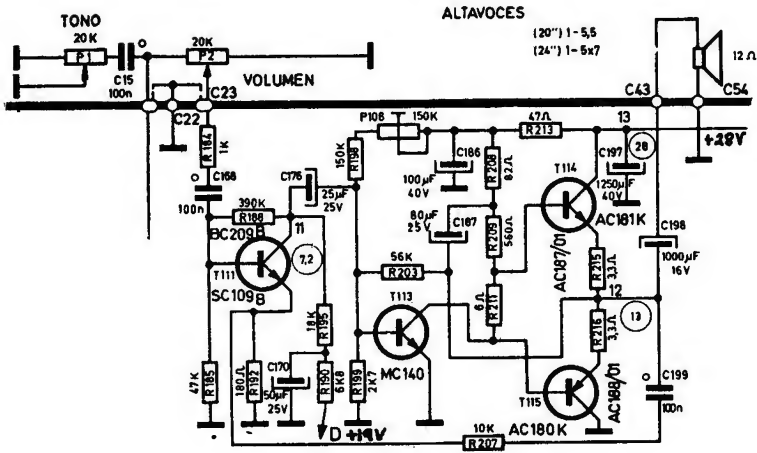 TONO
20K
P1
C15
100n
20K
P2
VOLUMEN
C22
C23
ALTAVOCES
(20") 1-5,5
(24") 1-5x7
12 Ω
C43
C54
R184
1K
C168
100n
390K
R188
BC209B
T111
SC109B
7,2
11
C176
25µF
25V
150K
R198
P108
150K
C186
100µF
40V
47Ω
R213
R208
82Ω
80µF
25V
C187
R209
560Ω
56K
R203
6Ω
R211
T113
MC140
T114
AC181K
AC187/01
13
28
+28V
C197
1250µF
40V
C198
1000µF
16V
R215
3,3Ω
12
13
R216
3,3Ω
T115
AC188/01
AC180K
C199
100n
10K
R207
47K
R185
180Ω
R192
C170
50µF
25V
18K
R195
R190
6K8
R199
2K7
D +19V